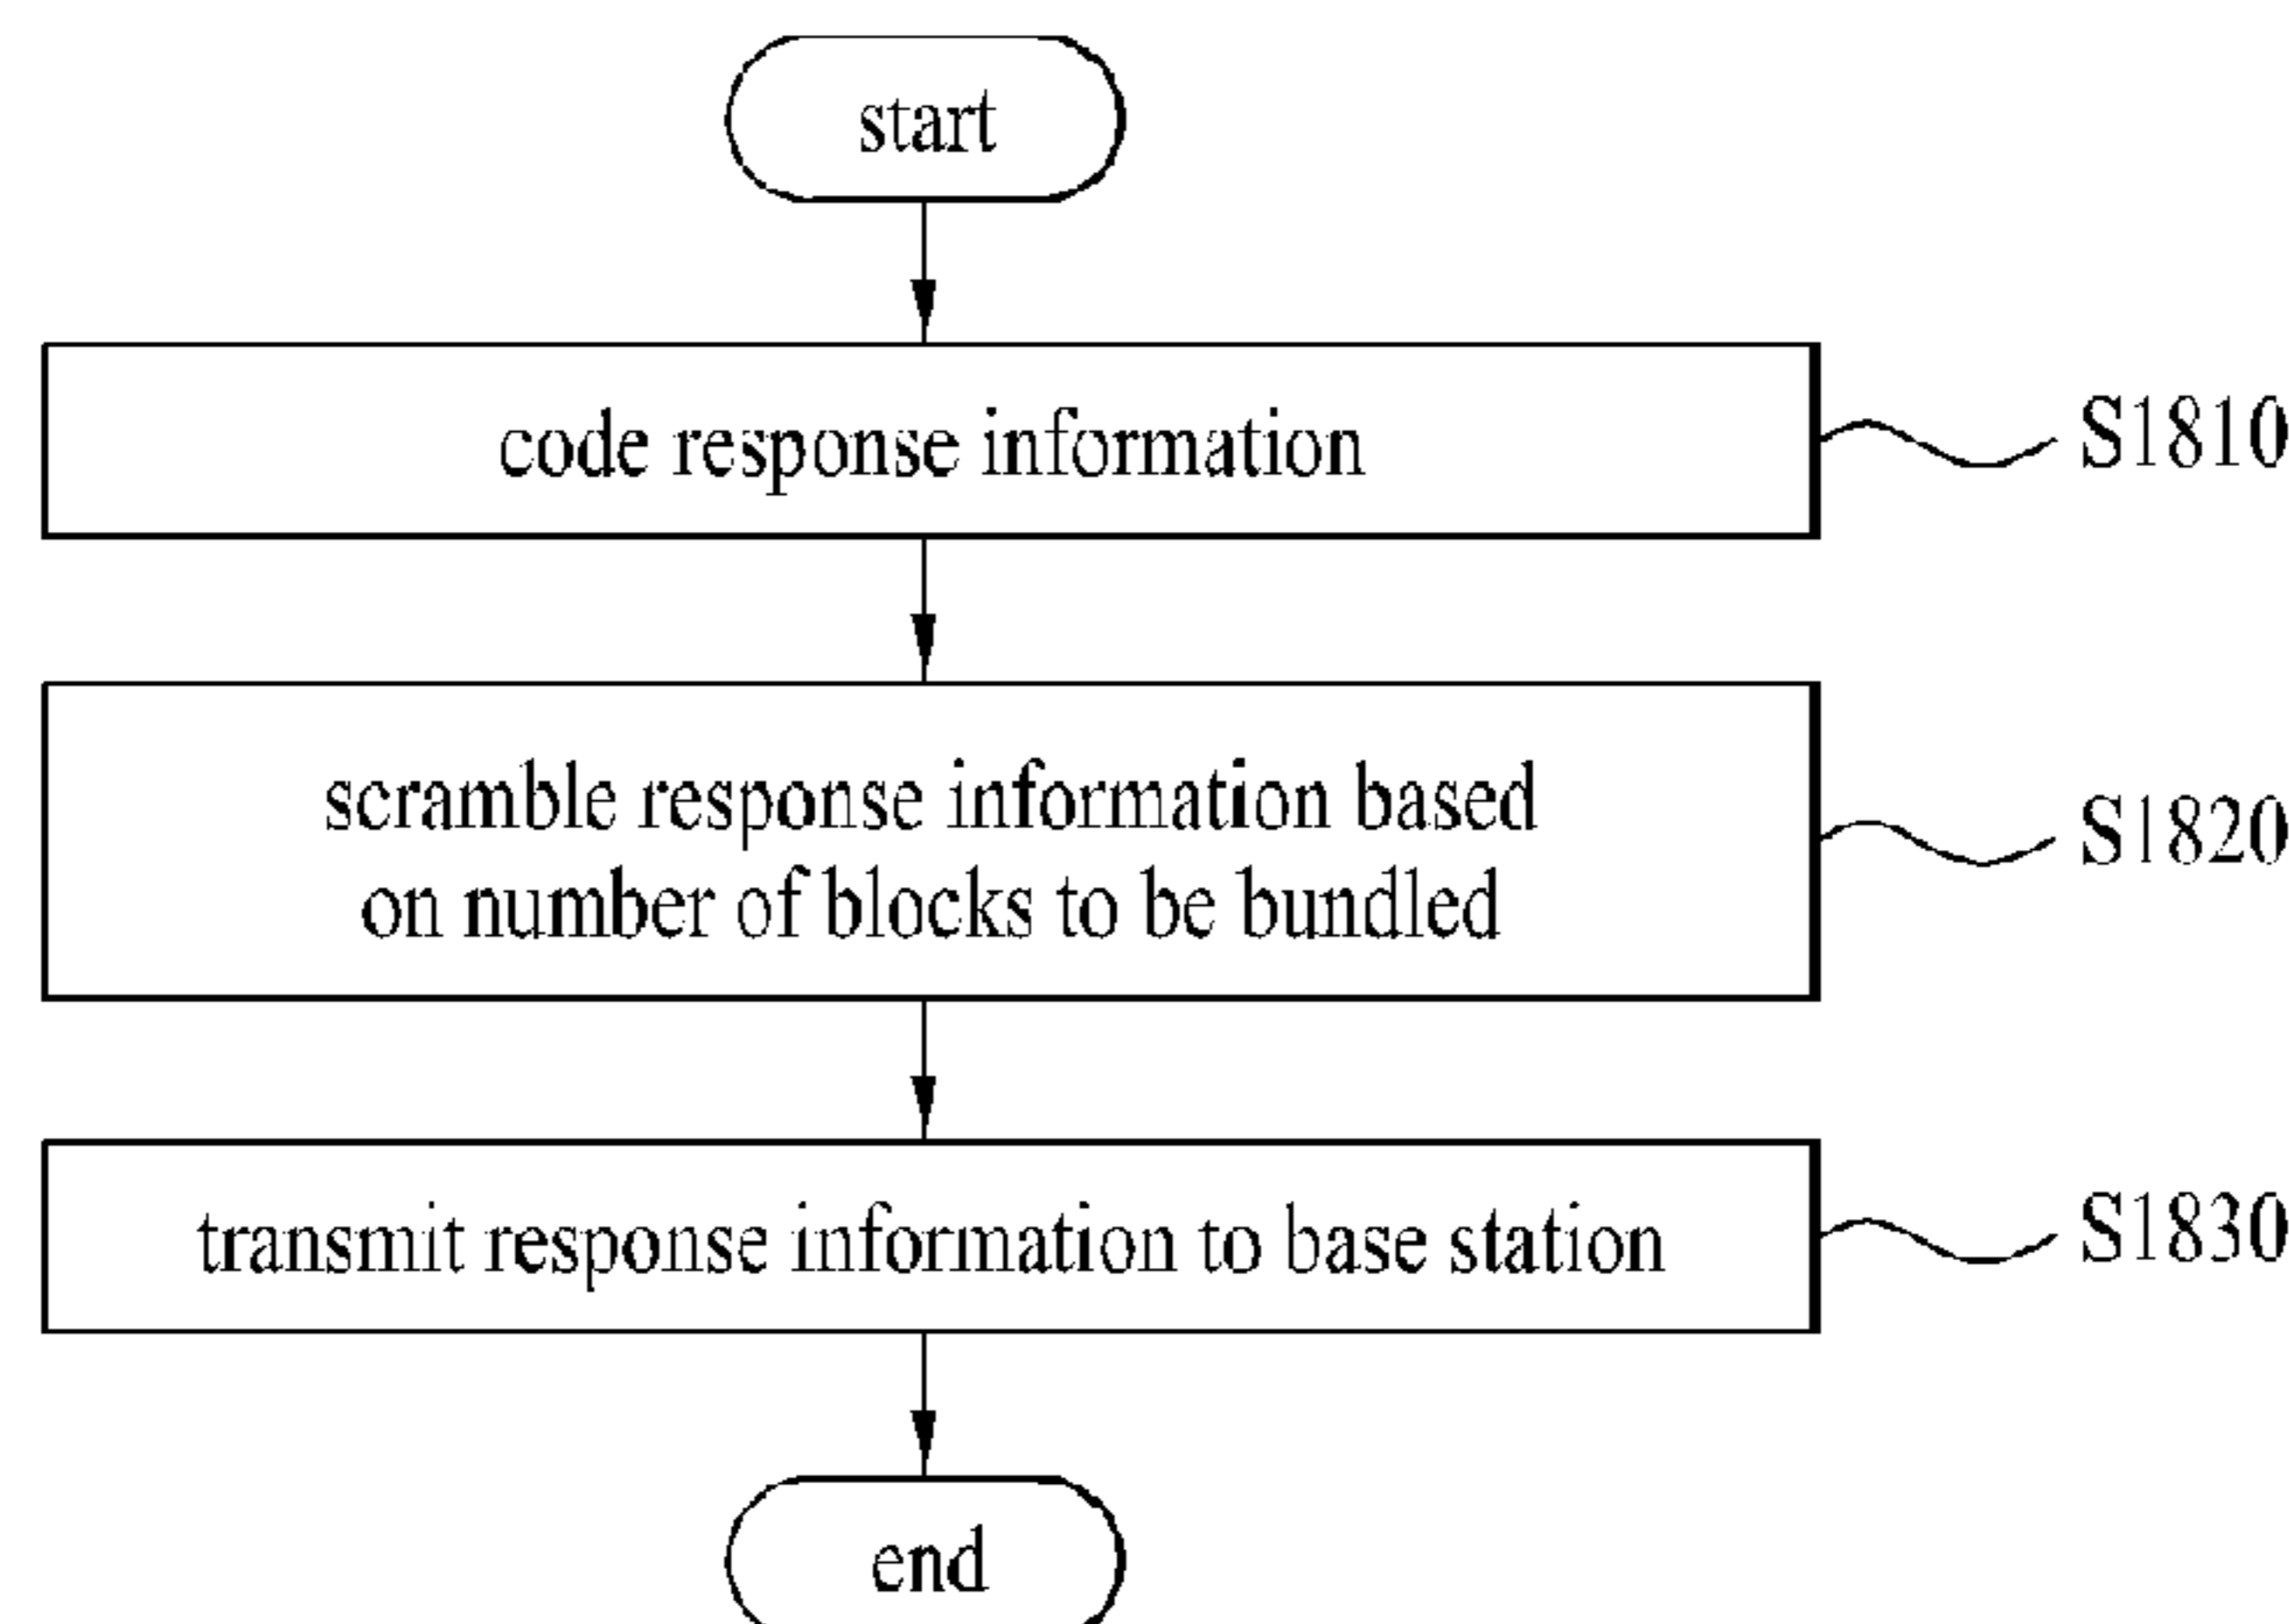 start
code response information
S1810
scramble response information based
on number of blocks to be bundled
S1820
transmit response information to base station
S1830
end